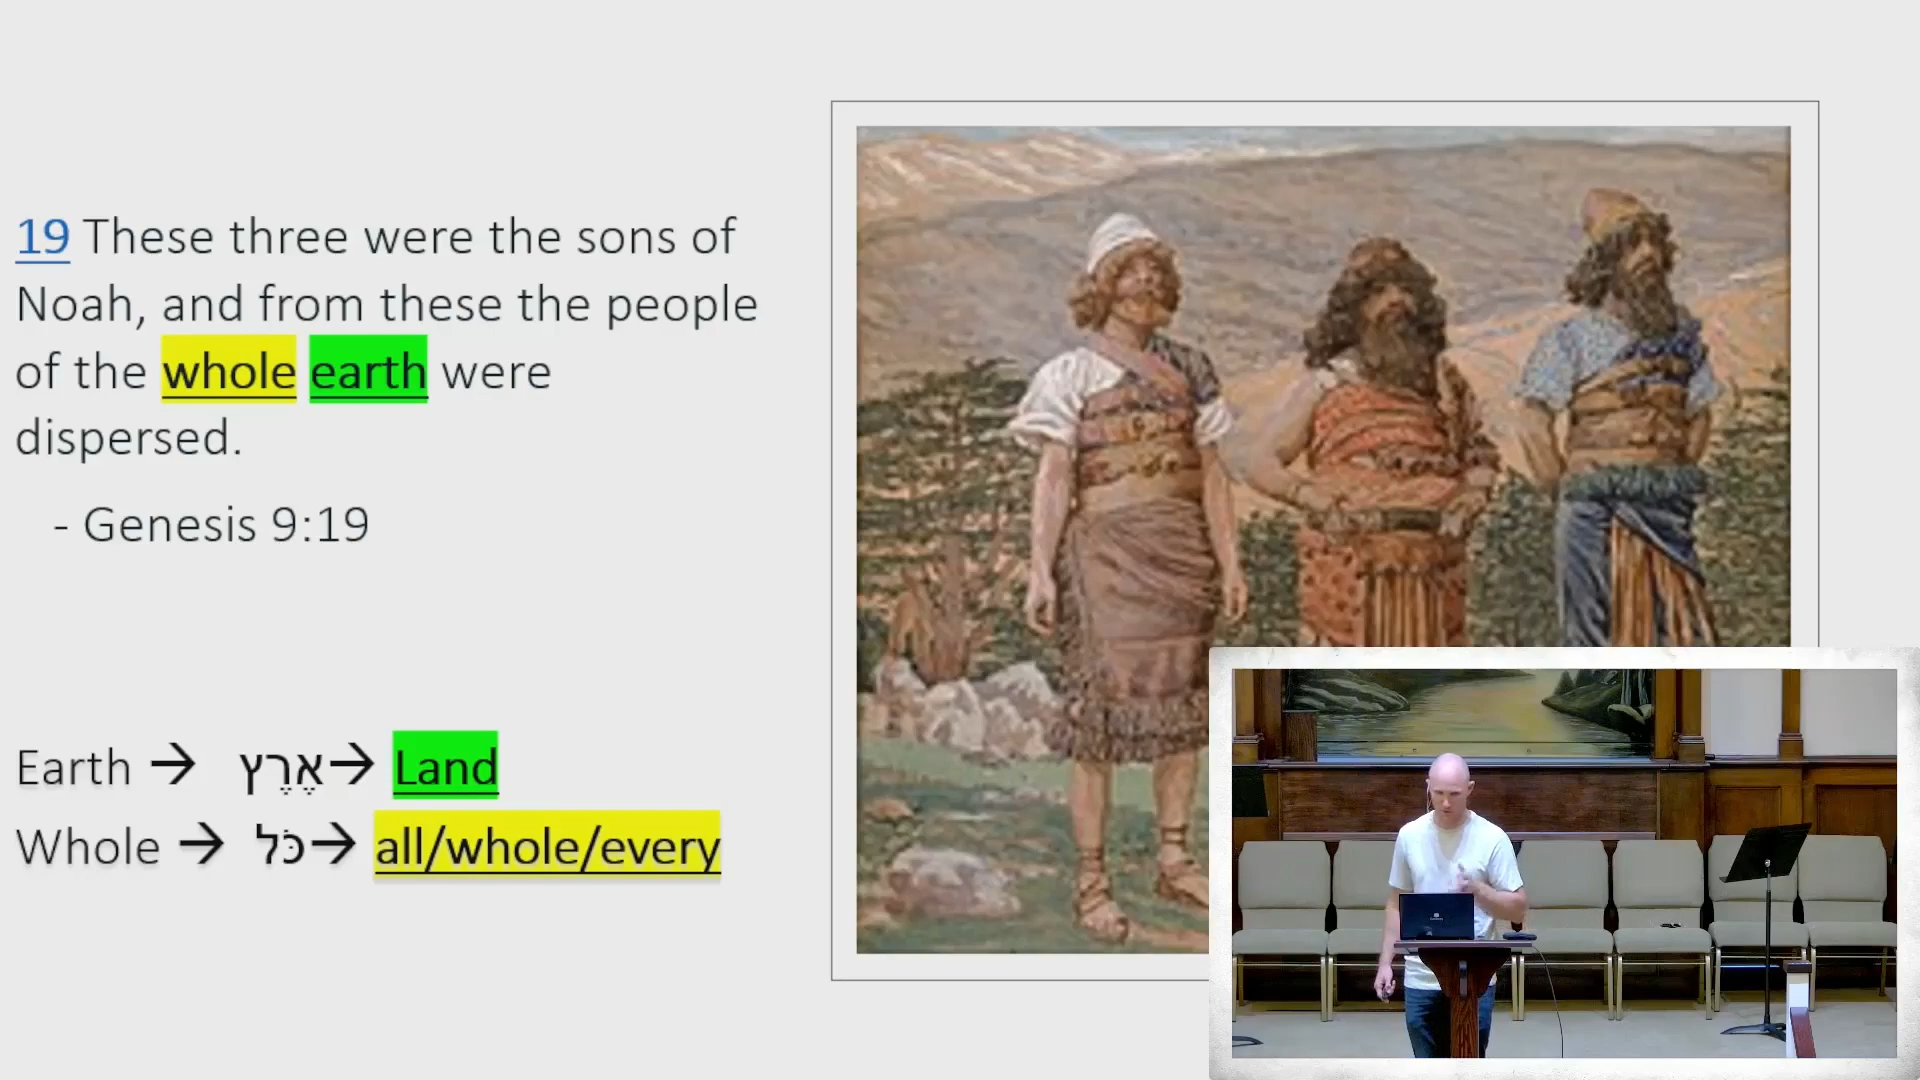 19 These three were the sons of
Noah, and from these the people
of the whole earth were
dispersed.
- Genesis 9:19
Earth → אֶרֶץ → Land
Whole → כֹּל → all/whole/every